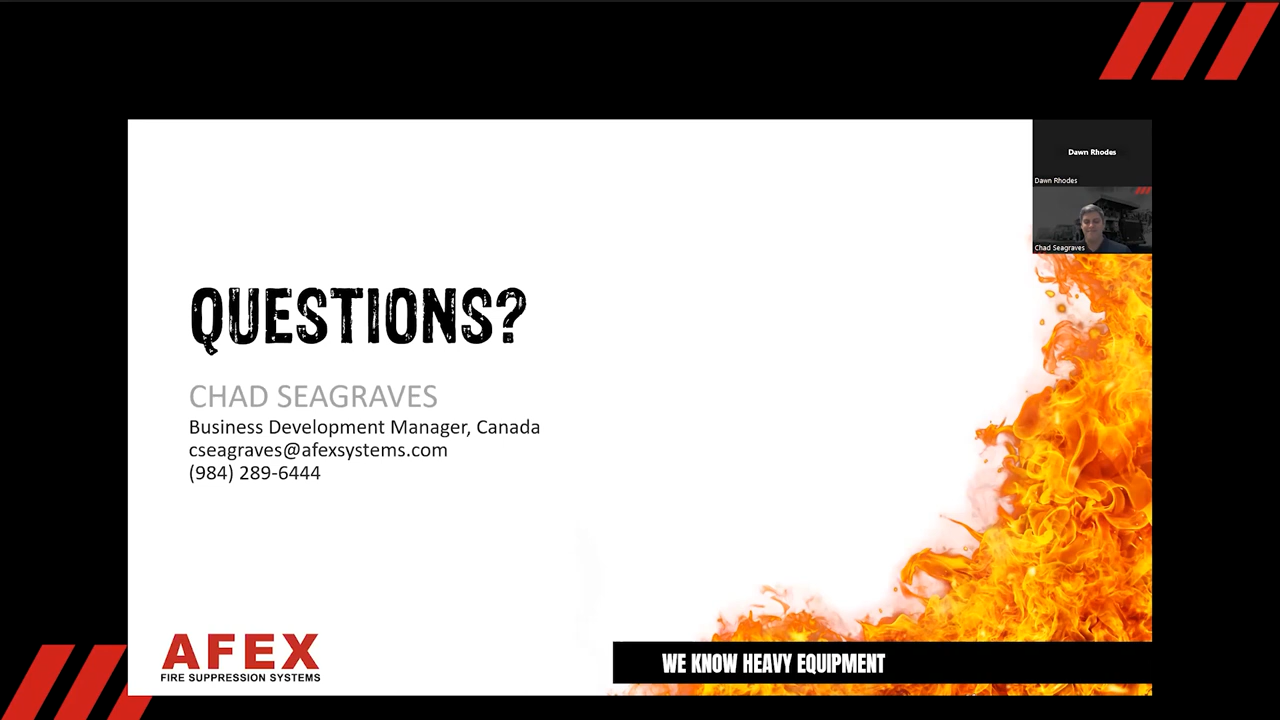 Dawn Rhodes
Dawn Rhodes
Chad Seagraves
QUESTIONS?
CHAD SEAGRAVES
Business Development Manager, Canada
cseagraves@afexsystems.com
(984) 289-6444
AFEX
FIRE SUPPRESSION SYSTEMS
WE KNOW HEAVY EQUIPMENT